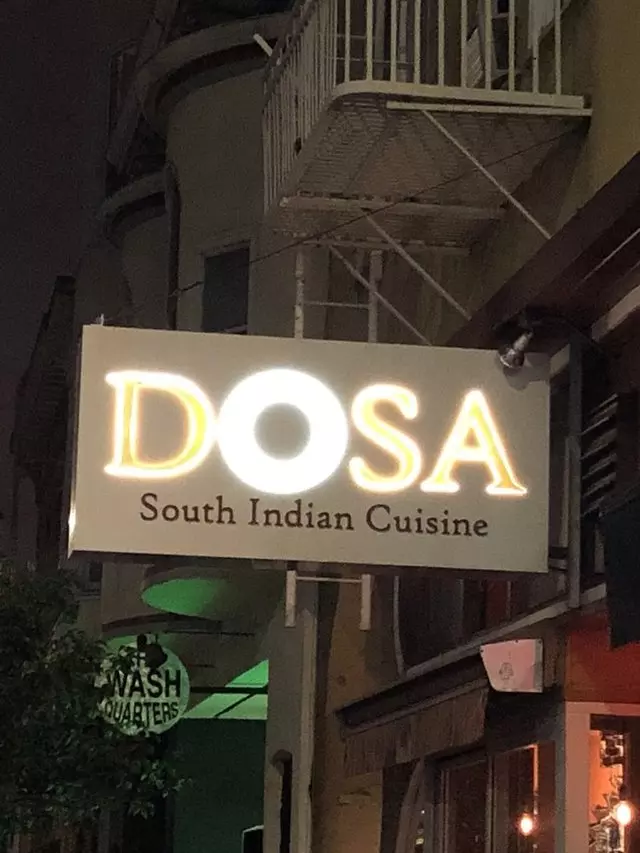 DOSA
South Indian Cuisine
WASH
QUARTERS